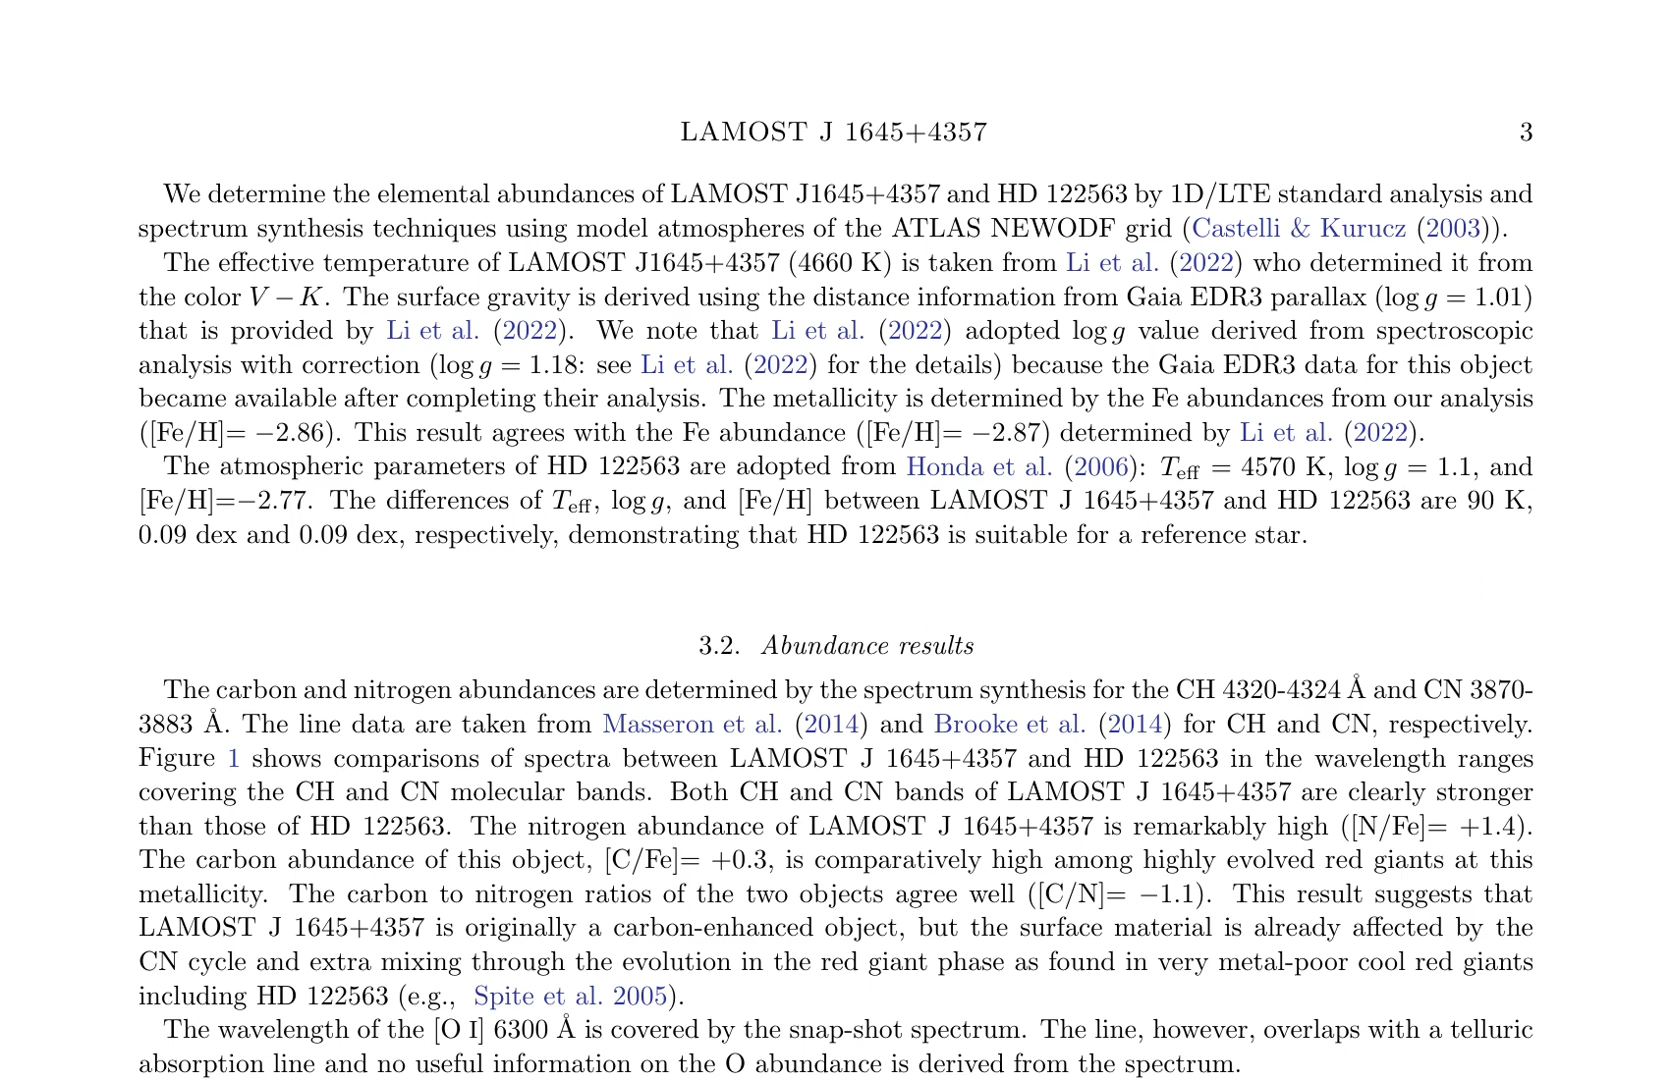 LAMOST J 1645+4357 3
We determine the elemental abundances of LAMOST J1645+4357 and HD 122563 by 1D/LTE standard analysis and
spectrum synthesis techniques using model atmospheres of the ATLAS NEWODF grid (Castelli & Kurucz (2003)).
The effective temperature of LAMOST J1645+4357 (4660 K) is taken from Li et al. (2022) who determined it from
the color V − K. The surface gravity is derived using the distance information from Gaia EDR3 parallax (log g = 1.01)
that is provided by Li et al. (2022). We note that Li et al. (2022) adopted log g value derived from spectroscopic
analysis with correction (log g = 1.18: see Li et al. (2022) for the details) because the Gaia EDR3 data for this object
became available after completing their analysis. The metallicity is determined by the Fe abundances from our analysis
([Fe/H]= −2.86). This result agrees with the Fe abundance ([Fe/H]= −2.87) determined by Li et al. (2022).
The atmospheric parameters of HD 122563 are adopted from Honda et al. (2006): Teff = 4570 K, log g = 1.1, and
[Fe/H]=−2.77. The differences of Teff, log g, and [Fe/H] between LAMOST J 1645+4357 and HD 122563 are 90 K,
0.09 dex and 0.09 dex, respectively, demonstrating that HD 122563 is suitable for a reference star.
3.2. Abundance results
The carbon and nitrogen abundances are determined by the spectrum synthesis for the CH 4320-4324 Å and CN 3870-
3883 Å. The line data are taken from Masseron et al. (2014) and Brooke et al. (2014) for CH and CN, respectively.
Figure 1 shows comparisons of spectra between LAMOST J 1645+4357 and HD 122563 in the wavelength ranges
covering the CH and CN molecular bands. Both CH and CN bands of LAMOST J 1645+4357 are clearly stronger
than those of HD 122563. The nitrogen abundance of LAMOST J 1645+4357 is remarkably high ([N/Fe]= +1.4).
The carbon abundance of this object, [C/Fe]= +0.3, is comparatively high among highly evolved red giants at this
metallicity. The carbon to nitrogen ratios of the two objects agree well ([C/N]= −1.1). This result suggests that
LAMOST J 1645+4357 is originally a carbon-enhanced object, but the surface material is already affected by the
CN cycle and extra mixing through the evolution in the red giant phase as found in very metal-poor cool red giants
including HD 122563 (e.g., Spite et al. 2005).
The wavelength of the [O I] 6300 Å is covered by the snap-shot spectrum. The line, however, overlaps with a telluric
absorption line and no useful information on the O abundance is derived from the spectrum.